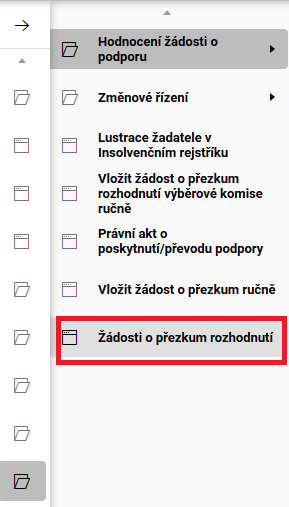 Hodnocení žádosti o
podporu
Změnové řízení
Lustrace žadatele v
Insolvenčním rejstříku
Vložit žádost o přezkum
rozhodnutí výběrové komise
ručně
Právní akt o
poskytnutí/převodu podpory
Vložit žádost o přezkum ručně
Žádosti o přezkum rozhodnutí